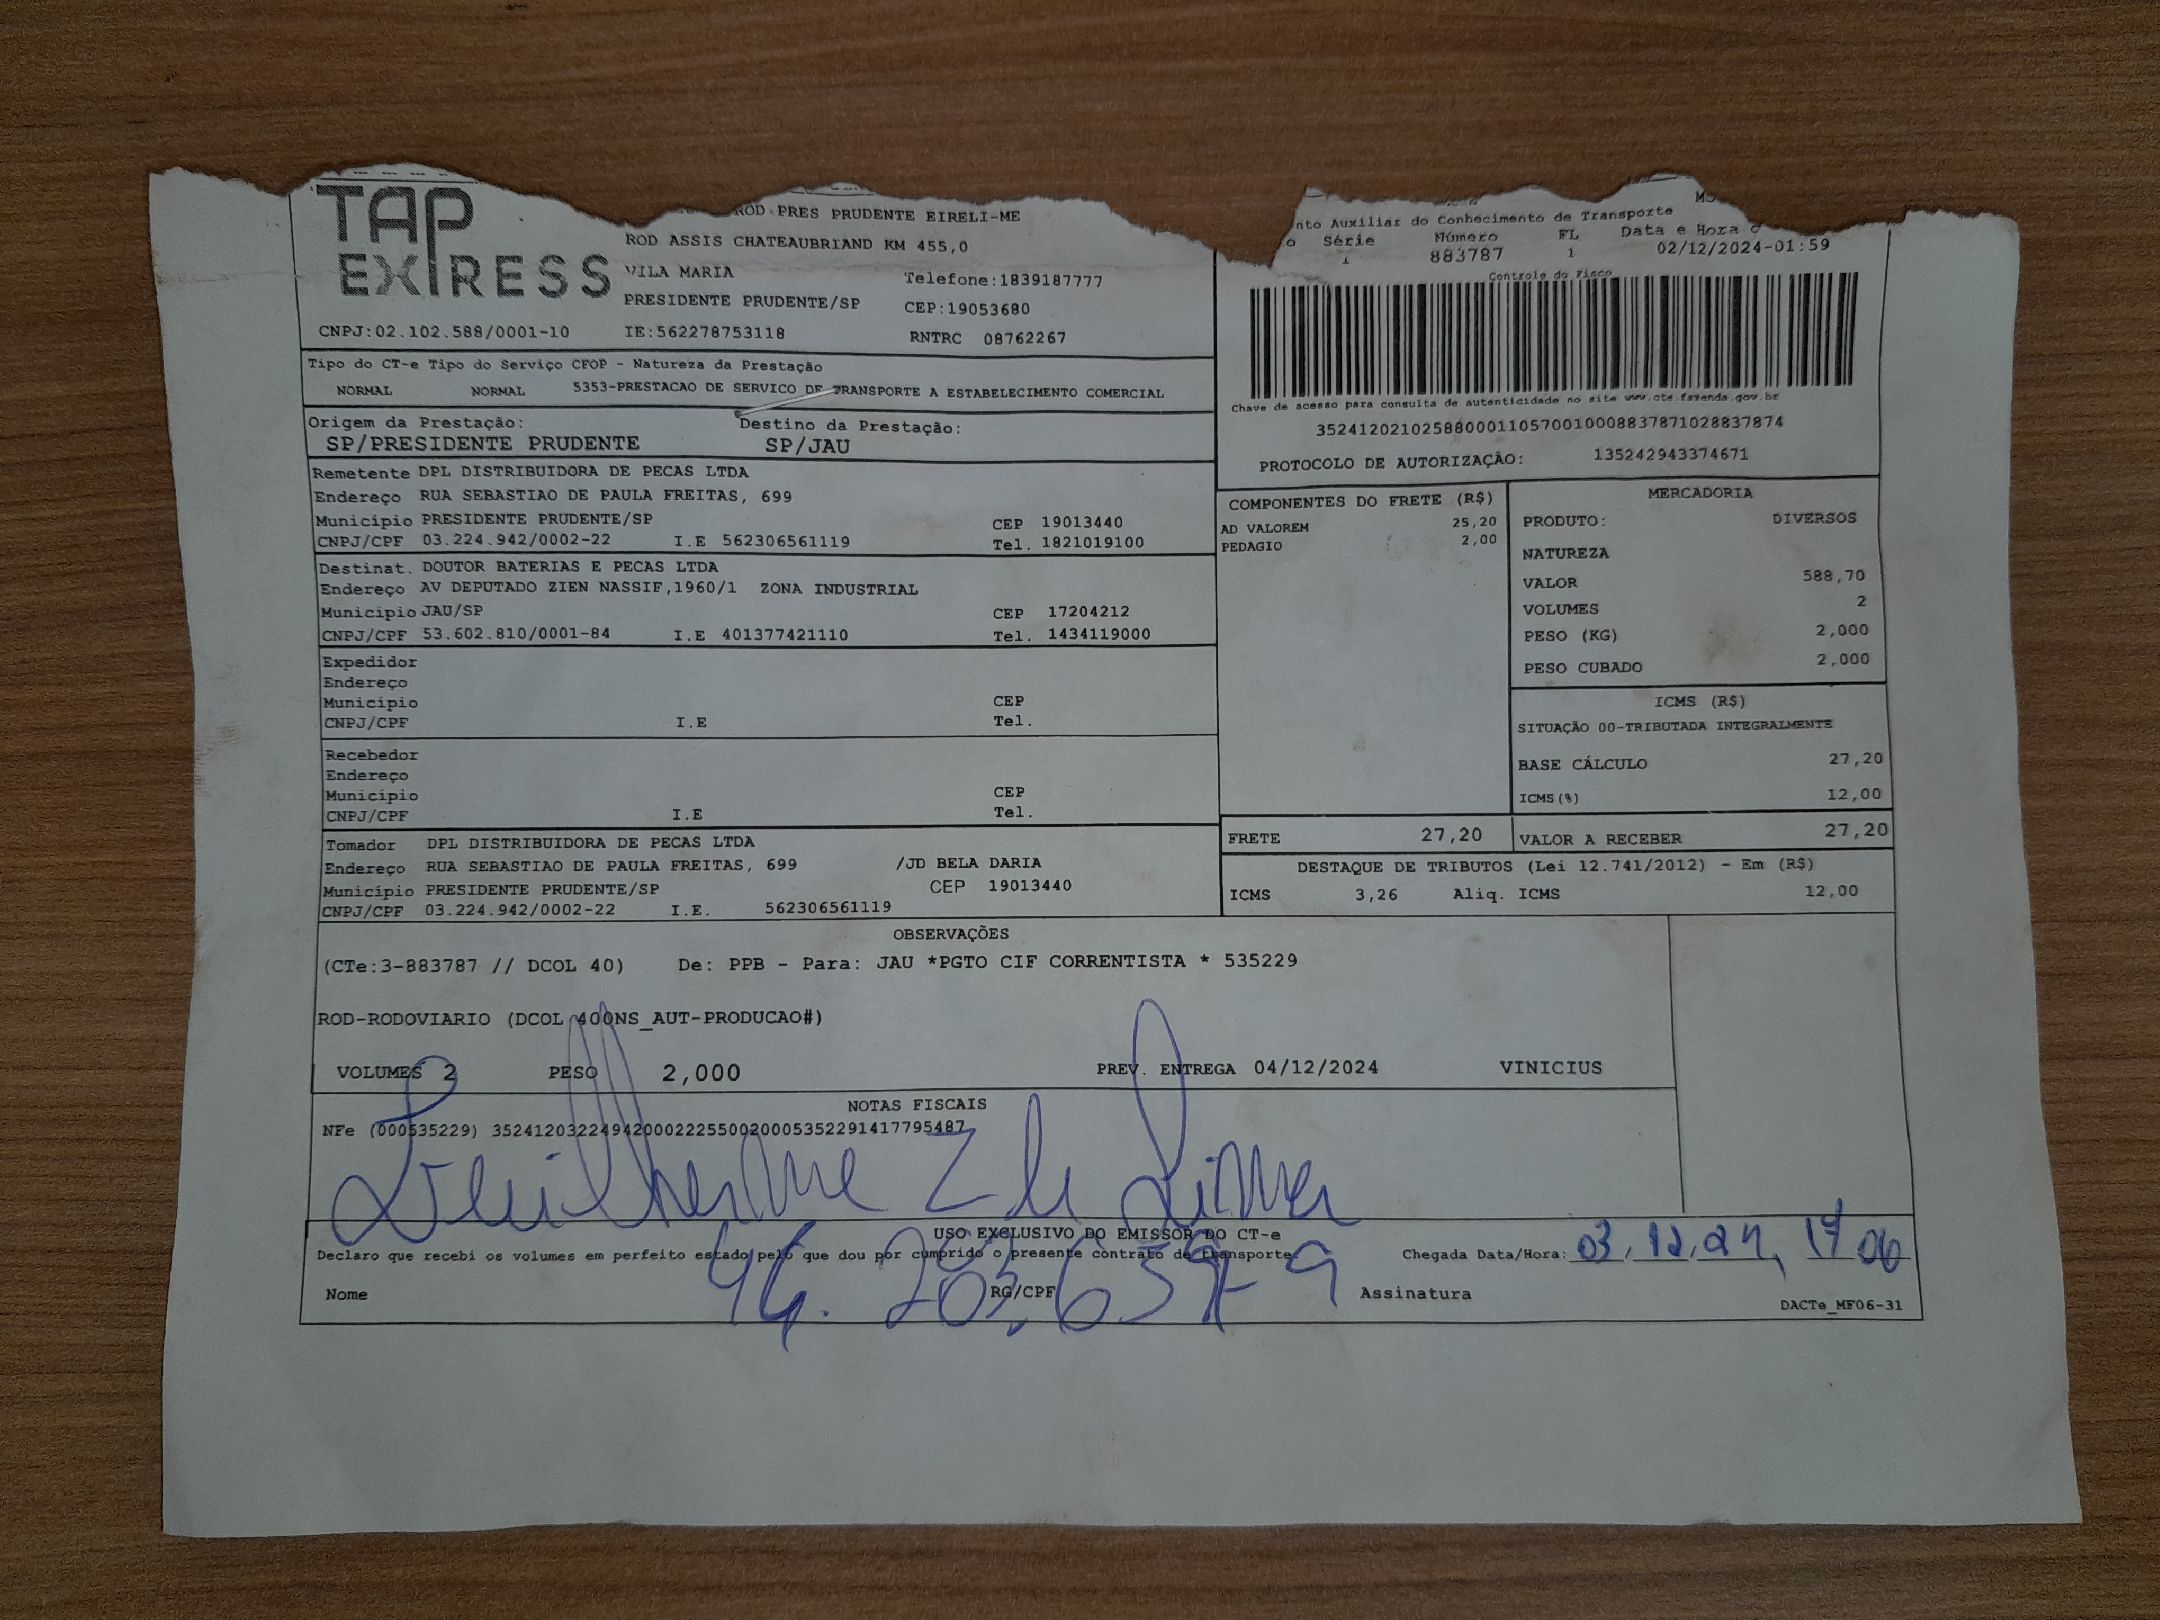 TAP
EXPRESS
ROD PRES PRUDENTE EIRELI-ME
ROD ASSIS CHATEAUBRIAND KM 455,0
VILA MARIA Telefone:1839187777
PRESIDENTE PRUDENTE/SP CEP:19053680
CNPJ:02.102.588/0001-10 IE:562278753118 RNTRC 08762267
nto Auxiliar do Conhecimento de Transporte
o Série Número FL Data e Hora
1 883787 1 02/12/2024-01:59
Controle do Fisco
Chave de acesso para consulta de autenticidade no site www.cte.fazenda.gov.br
35241202102588000110570010008837871028837874
PROTOCOLO DE AUTORIZAÇÃO: 135242943374671
Tipo do CT-e Tipo do Serviço CFOP - Natureza da Prestação
NORMAL NORMAL 5353-PRESTACAO DE SERVICO DE TRANSPORTE A ESTABELECIMENTO COMERCIAL
Origem da Prestação: Destino da Prestação:
SP/PRESIDENTE PRUDENTE SP/JAU
Remetente DPL DISTRIBUIDORA DE PECAS LTDA
Endereço RUA SEBASTIAO DE PAULA FREITAS, 699
Município PRESIDENTE PRUDENTE/SP CEP 19013440
CNPJ/CPF 03.224.942/0002-22 I.E 562306561119 Tel. 1821019100
Destinat. DOUTOR BATERIAS E PECAS LTDA
Endereço AV DEPUTADO ZIEN NASSIF,1960/1 ZONA INDUSTRIAL
Município JAU/SP CEP 17204212
CNPJ/CPF 53.602.810/0001-84 I.E 401377421110 Tel. 1434119000
Expedidor
Endereço
Município CEP
CNPJ/CPF I.E Tel.
Recebedor
Endereço
Município CEP
CNPJ/CPF I.E Tel.
Tomador DPL DISTRIBUIDORA DE PECAS LTDA
Endereço RUA SEBASTIAO DE PAULA FREITAS, 699 /JD BELA DARIA
Município PRESIDENTE PRUDENTE/SP CEP 19013440
CNPJ/CPF 03.224.942/0002-22 I.E. 562306561119
COMPONENTES DO FRETE (R$)
AD VALOREM 25,20
PEDAGIO 2,00
MERCADORIA
PRODUTO: DIVERSOS
NATUREZA
VALOR 588,70
VOLUMES 2
PESO (KG) 2,000
PESO CUBADO 2,000
ICMS (R$)
SITUAÇÃO 00-TRIBUTADA INTEGRALMENTE
BASE CÁLCULO 27,20
ICMS(%) 12,00
FRETE 27,20 VALOR A RECEBER 27,20
DESTAQUE DE TRIBUTOS (Lei 12.741/2012) - Em (R$)
ICMS 3,26 Aliq. ICMS 12,00
OBSERVAÇÕES
(CTe:3-883787 // DCOL 40) De: PPB - Para: JAU *PGTO CIF CORRENTISTA * 535229
ROD-RODOVIARIO (DCOL 400NS_AUT-PRODUCAO#)
VOLUMES 2 PESO 2,000 PREV. ENTREGA 04/12/2024 VINICIUS
NOTAS FISCAIS
NFe (000535229) 35241203224942000222550020005352291417795487
Guilherme Z de Lima
USO EXCLUSIVO DO EMISSOR DO CT-e
Declaro que recebi os volumes em perfeito estado pelo que dou por cumprido o presente contrato de transporte. Chegada Data/Hora: 03.12.24,
Nome RG/CPF Assinatura
DACTe_MF06-31